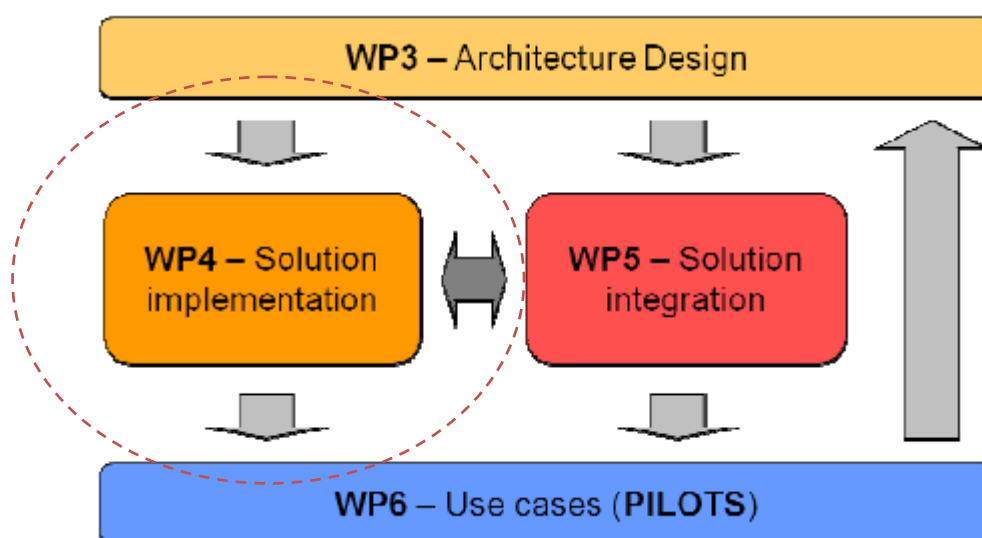 WP3 – Architecture Design
WP4 – Solution
implementation
WP5 – Solution
integration
WP6 – Use cases (PILOTS)